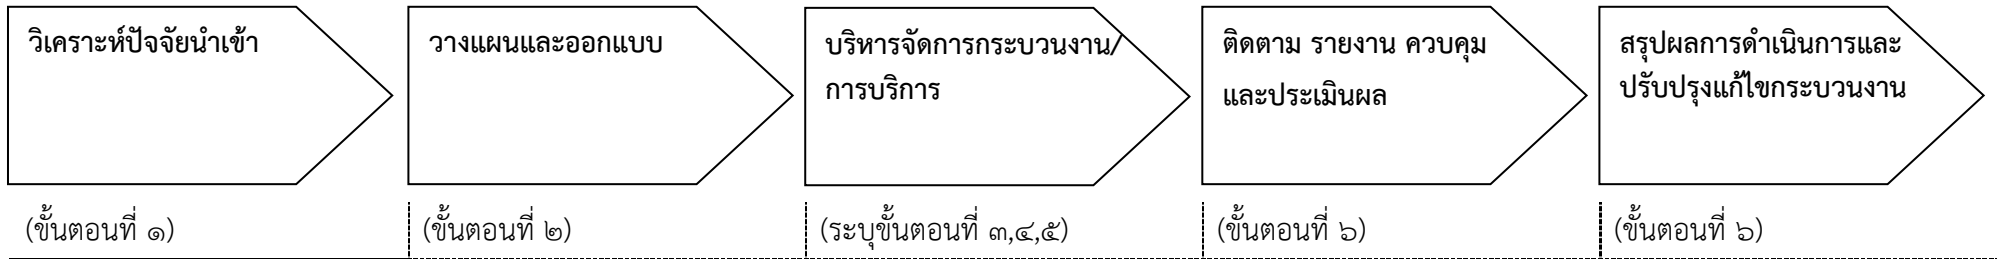 วิเคราะห์ปัจจัยนำเข้า
วางแผนและออกแบบ
บริหารจัดการกระบวนงาน/
การบริการ
ติดตาม รายงาน ควบคุม
และประเมินผล
สรุปผลการดำเนินการและ
ปรับปรุงแก้ไขกระบวนงาน
(ขั้นตอนที่ ๑)
(ขั้นตอนที่ ๒)
(ระบุขั้นตอนที่ ๓,๔,๕)
(ขั้นตอนที่ ๖)
(ขั้นตอนที่ ๖)